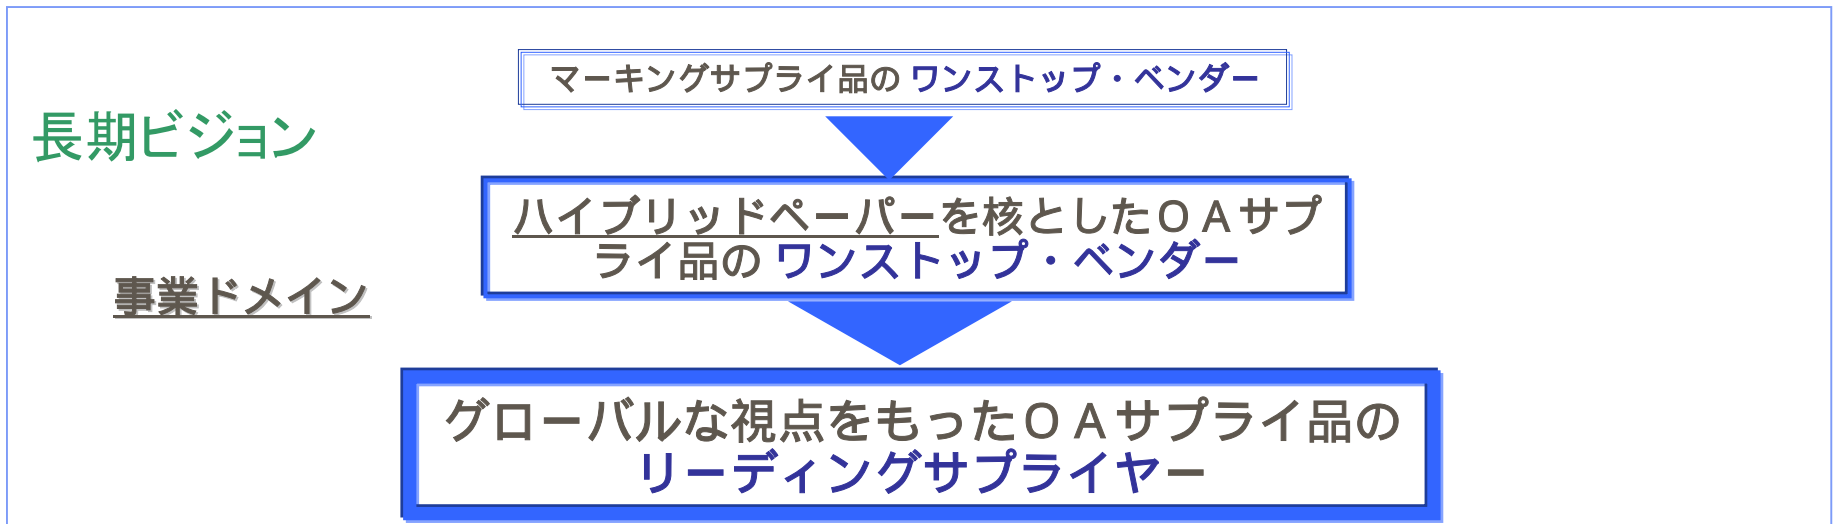 マーキングサプライ品の ワンストップ・ベンダー
長期ビジョン
ハイブリッドペーパーを核としたＯＡサプ
ライ品の ワンストップ・ベンダー
事業ドメイン
グローバルな視点をもったＯＡサプライ品の
リーディングサプライヤー